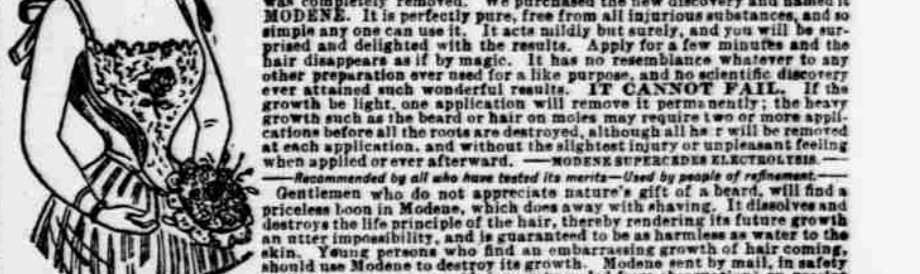 was completely removed. We purchased the new discovery and named it
MODENE. It is perfectly pure, free from all injurious substances, and so
simple any one can use it. It acts mildly but surely, and you will be sur-
prised and delighted with the results. Apply for a few minutes and the
hair disappears as if by magic. It has no resemblance whatever to any
other preparation ever used for a like purpose, and no scientific discovery
ever attained such wonderful results. IT CANNOT FAIL. If the
growth be light, one application will remove it permanently; the heavy
growth such as the beard or hair on moles may require two or more appli-
cations before all the roots are destroyed, although all ha r will be removed
at each application, and without the slightest injury or unpleasant feeling
when applied or ever afterward. —MODENE SUPERCEDES ELECTROLYSIS.—
—Recommended by all who have tested its merits—Used by people of refinement.—
Gentlemen who do not appreciate nature's gift of a beard, will find a
priceless boon in Modene, which does away with shaving. It dissolves and
destroys the life principle of the hair, thereby rendering its future growth
an utter impossibility, and is guaranteed to be as harmless as water to the
skin. Young persons who find an embarrassing growth of hair coming,
should use Modene to destroy its growth. Modene sent by mail, in safety